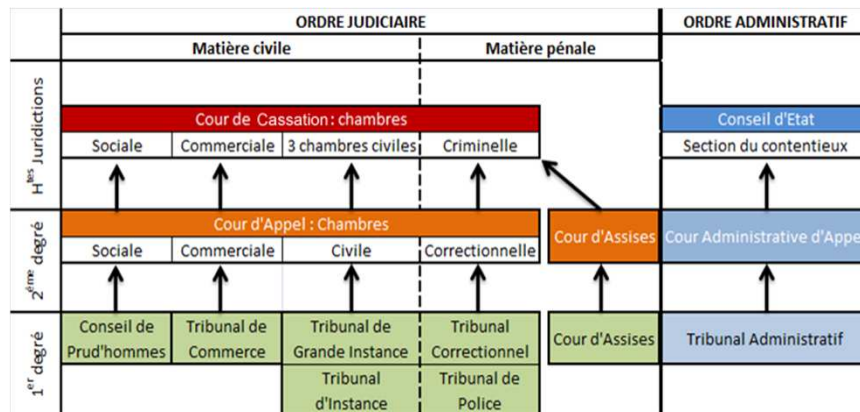 ORDRE JUDICIAIRE
ORDRE ADMINISTRATIF
Matière civile
Matière pénale
Htes Juridictions
Cour de Cassation : chambres
Conseil d'Etat
Sociale
Commerciale
3 chambres civiles
Criminelle
Section du contentieux
2ème degré
Cour d'Appel : Chambres
Sociale
Commerciale
Civile
Correctionnelle
Cour d'Assises
Cour Administrative d'Appel
1er degré
Conseil de
Prud'hommes
Tribunal de
Commerce
Tribunal de
Grande Instance
Tribunal
Correctionnel
Cour d'Assises
Tribunal Administratif
Tribunal
d'Instance
Tribunal de
Police